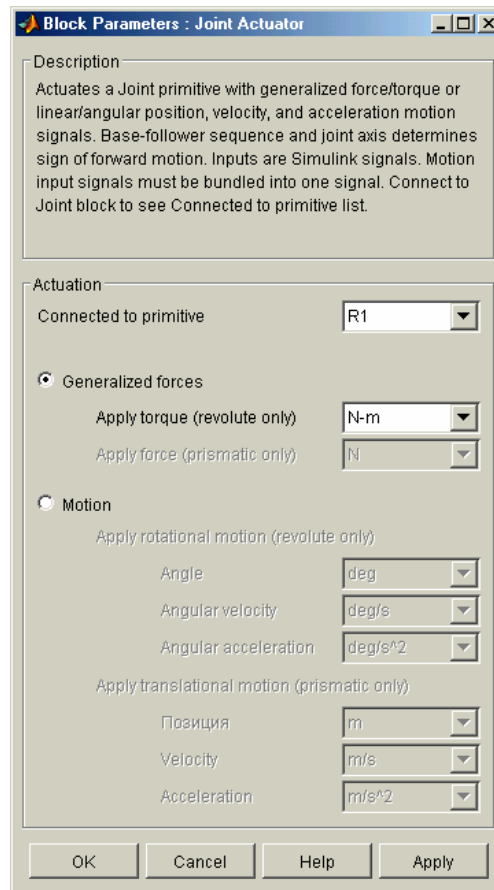 Block Parameters : Joint Actuator
Description
Actuates a Joint primitive with generalized force/torque or
linear/angular position, velocity, and acceleration motion
signals. Base-follower sequence and joint axis determines
sign of forward motion. Inputs are Simulink signals. Motion
input signals must be bundled into one signal. Connect to
Joint block to see Connected to primitive list.
Actuation
Connected to primitive R1
Generalized forces
Apply torque (revolute only) N-m
Apply force (prismatic only) N
Motion
Apply rotational motion (revolute only)
Angle deg
Angular velocity deg/s
Angular acceleration deg/s^2
Apply translational motion (prismatic only)
Позиция m
Velocity m/s
Acceleration m/s^2
OK Cancel Help Apply